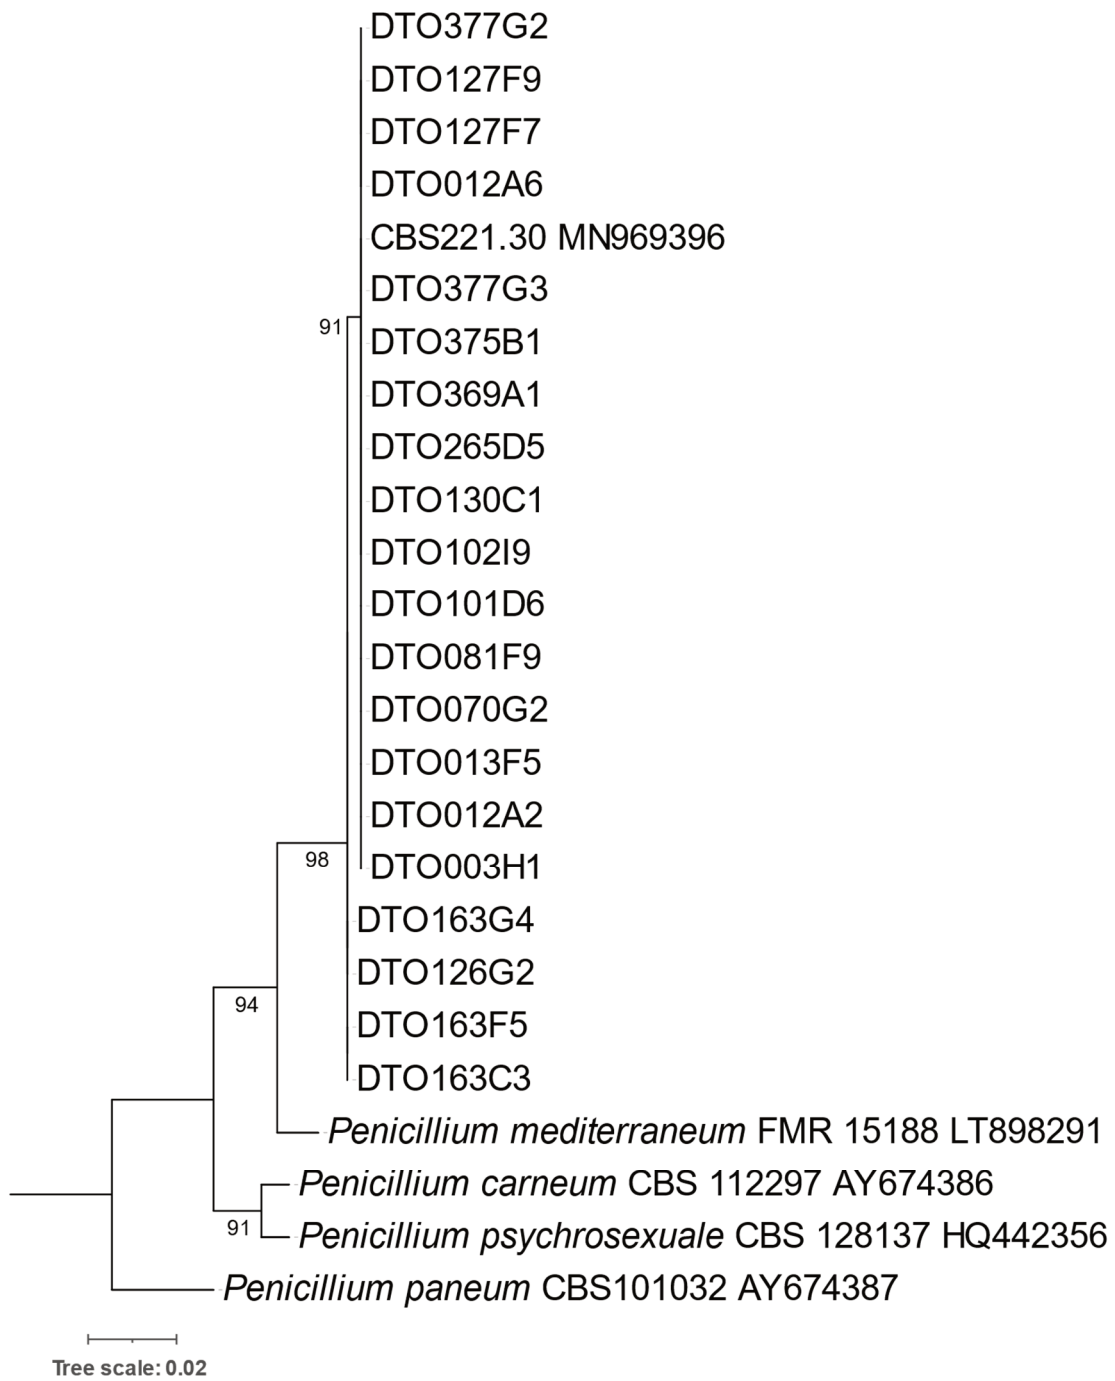 DTO377G2
DTO127F9
DTO127F7
DTO012A6
CBS221.30 MN969396
DTO377G3
91
DTO375B1
DTO369A1
DTO265D5
DTO130C1
DTO102I9
DTO101D6
DTO081F9
DTO070G2
DTO013F5
DTO012A2
98
DTO003H1
DTO163G4
DTO126G2
94
DTO163F5
DTO163C3
Penicillium mediterraneum FMR 15188 LT898291
Penicillium carneum CBS 112297 AY674386
91
Penicillium psychrosexuale CBS 128137 HQ442356
Penicillium paneum CBS101032 AY674387
Tree scale: 0.02